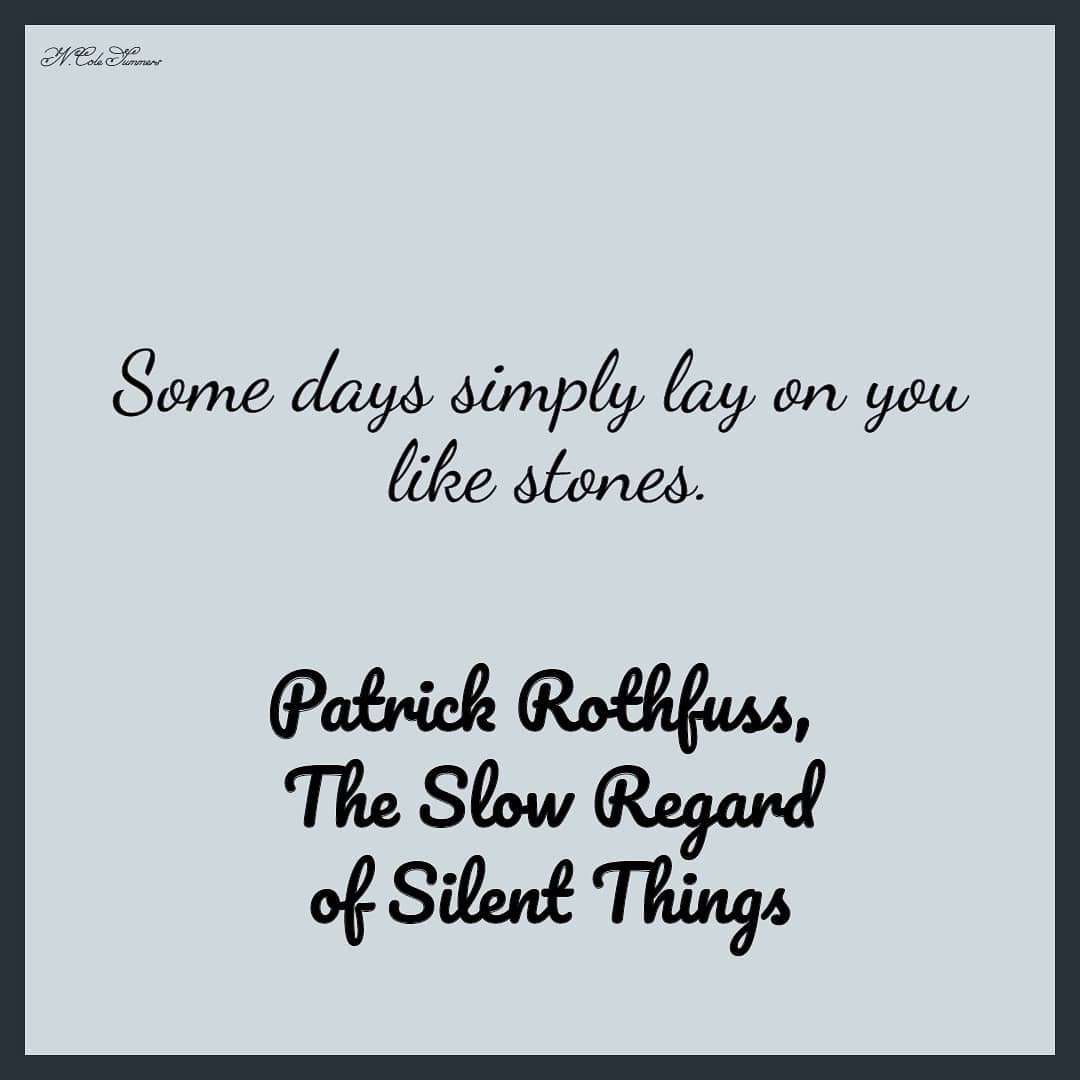 N. Cole Summers
Some days simply lay on you
like stones.
Patrick Rothfuss,
The Slow Regard
of Silent Things